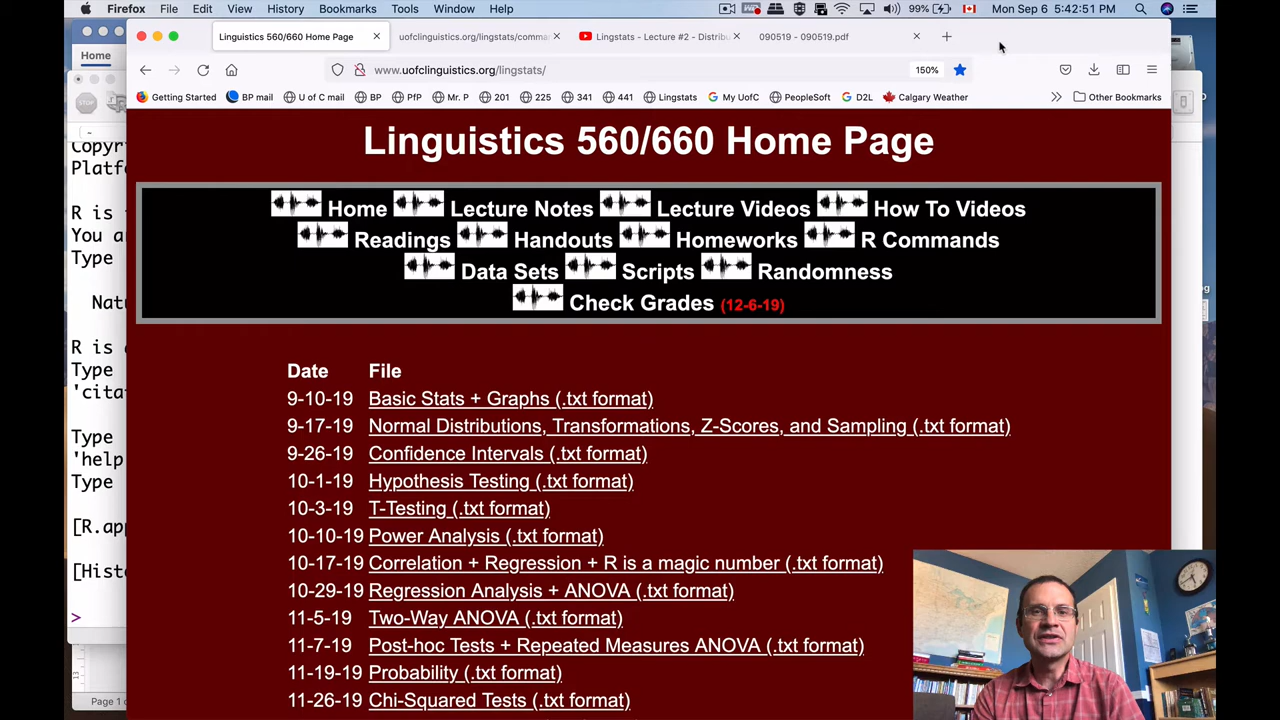 Firefox File Edit View History Bookmarks Tools Window Help 99% Mon Sep 6 5:42:51 PM
Home
Linguistics 560/660 Home Page uofclinguistics.org/lingstats/comma Lingstats - Lecture #2 - Distribu 090519 - 090519.pdf
www.uofclinguistics.org/lingstats/ 150%
Getting Started BP mail U of C mail BP PfP Mr. P 201 225 341 441 Lingstats My UofC PeopleSoft D2L Calgary Weather Other Bookmarks
STOP
~
Copyr
Platfo
R is f
You ar
Type
Natu
R is a
Type
'citat
Type
'help
Type
[R.app
[Histo
>
Page 1 o
Linguistics 560/660 Home Page
Home Lecture Notes Lecture Videos How To Videos
Readings Handouts Homeworks R Commands
Data Sets Scripts Randomness
Check Grades (12-6-19)
Date File
9-10-19 Basic Stats + Graphs (.txt format)
9-17-19 Normal Distributions, Transformations, Z-Scores, and Sampling (.txt format)
9-26-19 Confidence Intervals (.txt format)
10-1-19 Hypothesis Testing (.txt format)
10-3-19 T-Testing (.txt format)
10-10-19 Power Analysis (.txt format)
10-17-19 Correlation + Regression + R is a magic number (.txt format)
10-29-19 Regression Analysis + ANOVA (.txt format)
11-5-19 Two-Way ANOVA (.txt format)
11-7-19 Post-hoc Tests + Repeated Measures ANOVA (.txt format)
11-19-19 Probability (.txt format)
11-26-19 Chi-Squared Tests (.txt format)